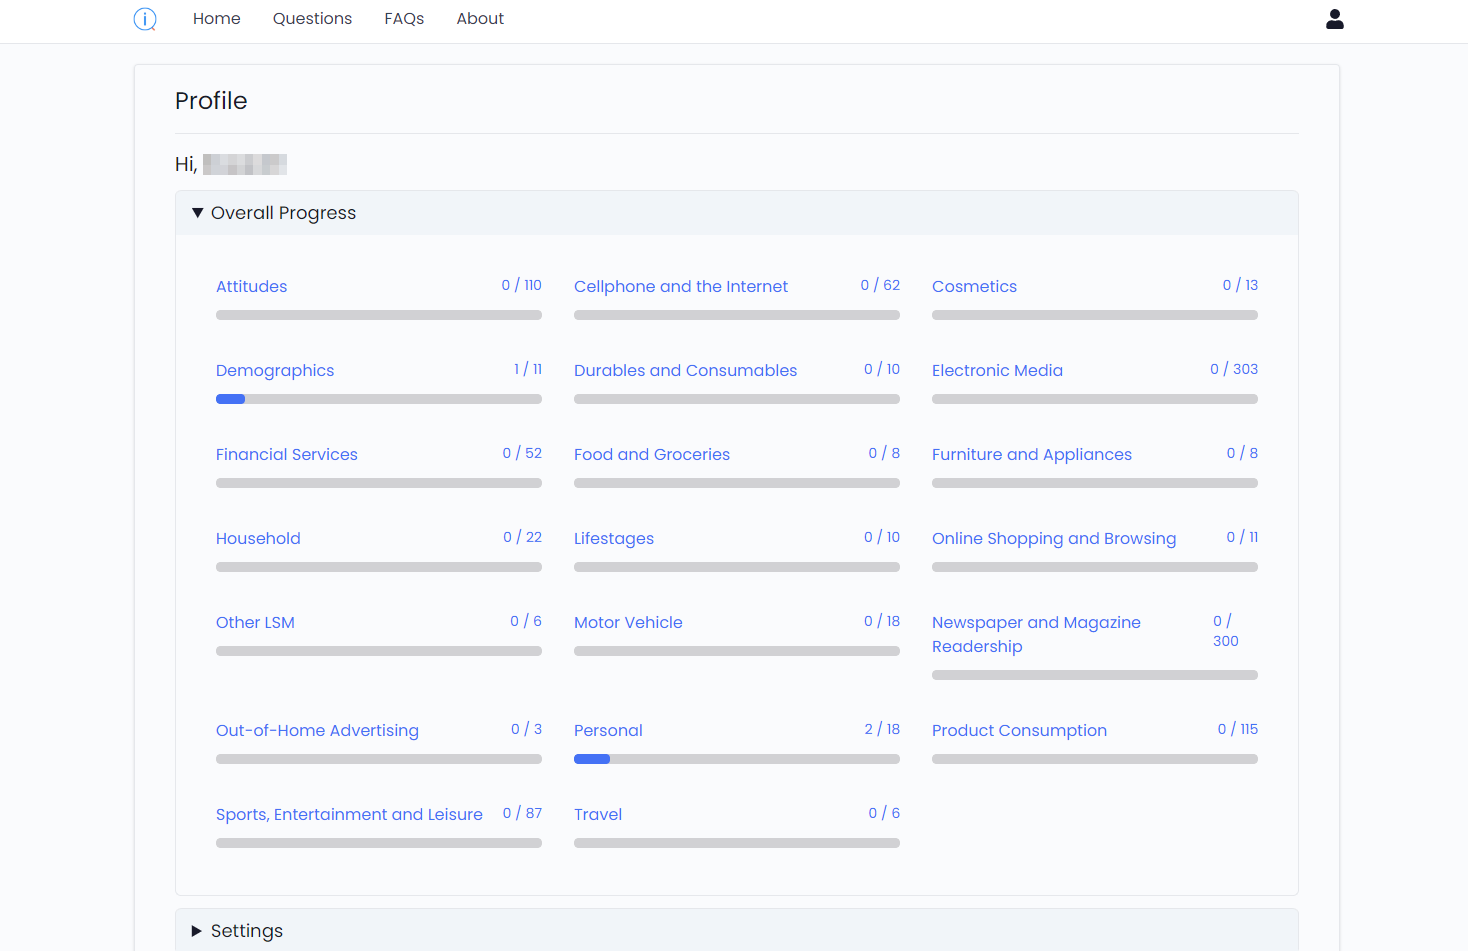 Home Questions FAQs About
Profile
Hi,
Overall Progress
Attitudes 0 / 110
Cellphone and the Internet 0 / 62
Cosmetics 0 / 13
Demographics 1 / 11
Durables and Consumables 0 / 10
Electronic Media 0 / 303
Financial Services 0 / 52
Food and Groceries 0 / 8
Furniture and Appliances 0 / 8
Household 0 / 22
Lifestages 0 / 10
Online Shopping and Browsing 0 / 11
Other LSM 0 / 6
Motor Vehicle 0 / 18
Newspaper and Magazine 0 /
Readership 300
Out-of-Home Advertising 0 / 3
Personal 2 / 18
Product Consumption 0 / 115
Sports, Entertainment and Leisure 0 / 87
Travel 0 / 6
Settings